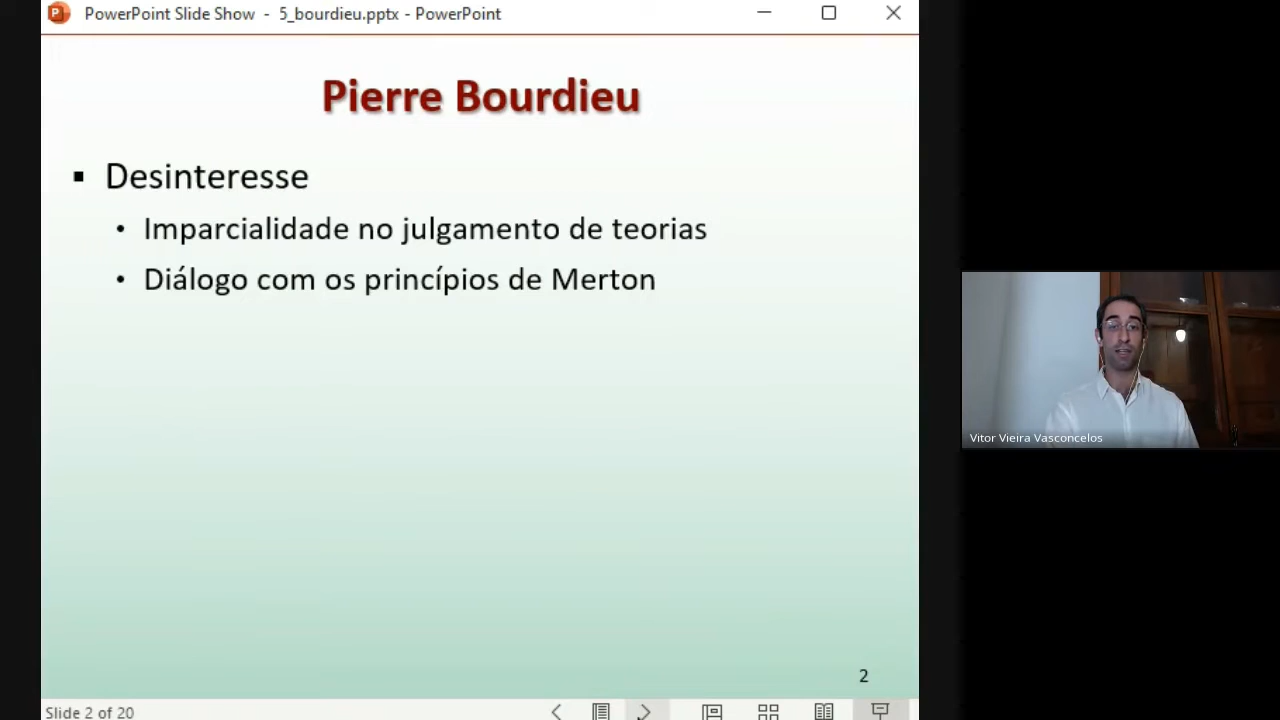 PowerPoint Slide Show - 5_bourdieu.pptx - PowerPoint
Pierre Bourdieu
▪ Desinteresse
• Imparcialidade no julgamento de teorias
• Diálogo com os princípios de Merton
Vitor Vieira Vasconcelos
2
Slide 2 of 20